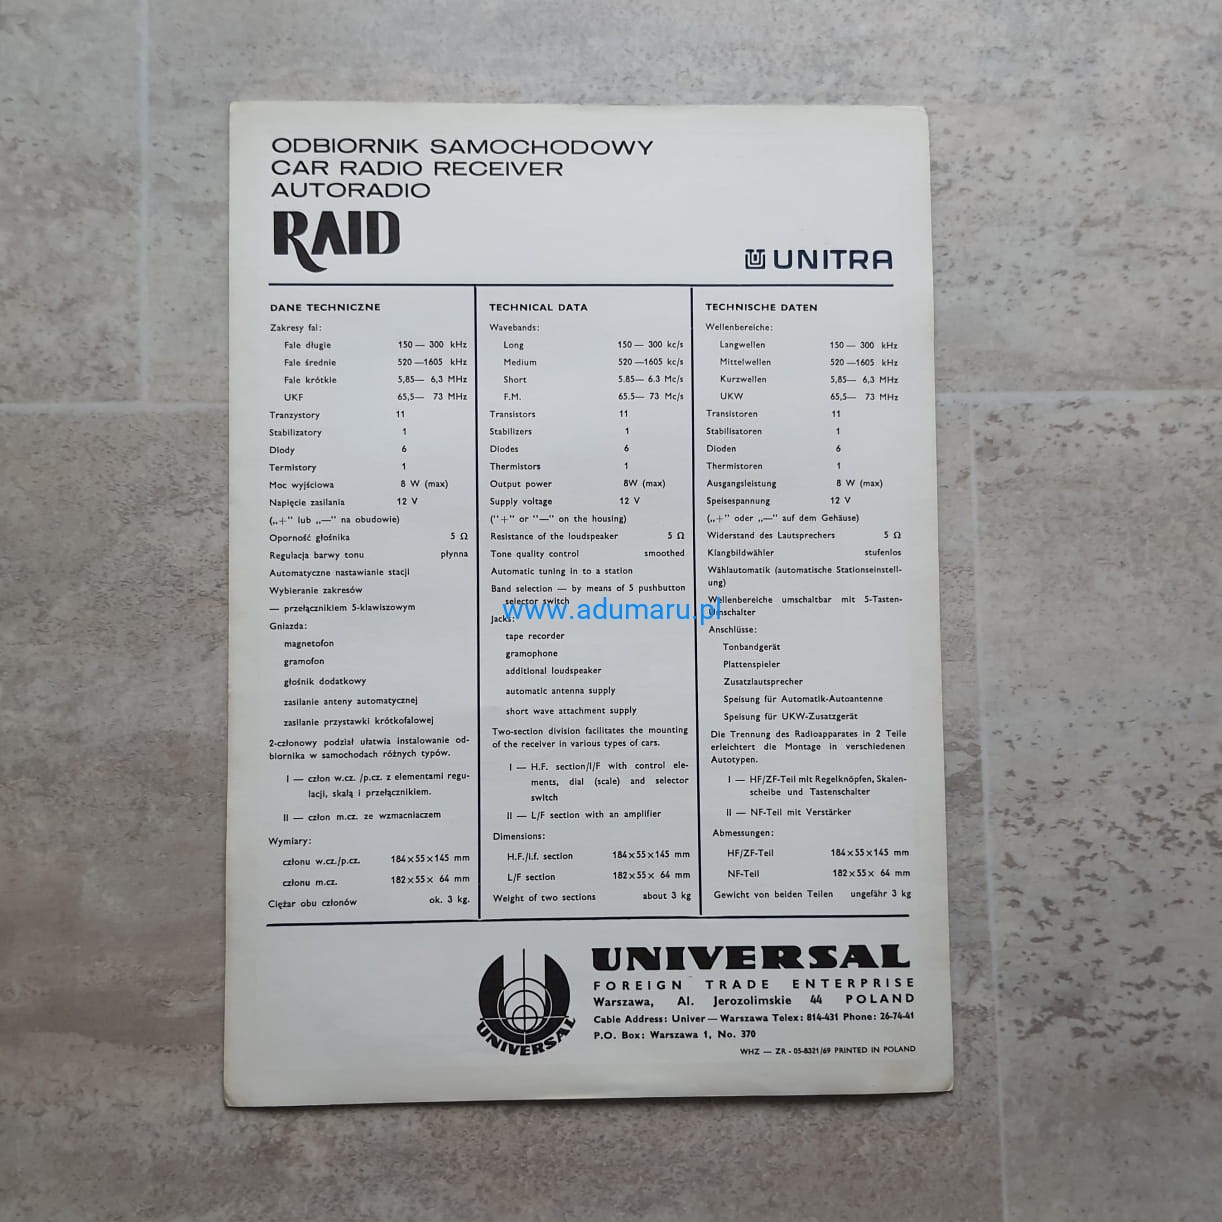 ODBIORNIK SAMOCHODOWY
CAR RADIO RECEIVER
AUTORADIO
RAID
UNITRA
DANE TECHNICZNE
Zakresy fal:
Fale długie 150 — 300 kHz
Fale średnie 520 —1605 kHz
Fale krótkie 5,85— 6,3 MHz
UKF 65,5— 73 MHz
Tranzystory 11
Stabilizatory 1
Diody 6
Termistory 1
Moc wyjściowa 8 W (max)
Napięcie zasilania 12 V
(„+" lub „—" na obudowie)
Oporność głośnika 5 Ω
Regulacja barwy tonu płynna
Automatyczne nastawianie stacji
Wybieranie zakresów
— przełącznikiem 5-klawiszowym
Gniazda:
magnetofon
gramofon
głośnik dodatkowy
zasilanie anteny automatycznej
zasilanie przystawki krótkofalowej
2-członowy podział ułatwia instalowanie od-
biornika w samochodach różnych typów.
I — człon w.cz. /p.cz. z elementami regu-
lacji, skalą i przełącznikiem.
II — człon m.cz. ze wzmacniaczem
Wymiary:
członu w.cz./p.cz. 184×55×145 mm
członu m.cz. 182×55× 64 mm
Ciężar obu członów ok. 3 kg.
TECHNICAL DATA
Wavebands:
Long 150 — 300 kc/s
Medium 520 —1605 kc/s
Short 5.85— 6.3 Mc/s
F.M. 65.5— 73 Mc/s
Transistors 11
Stabilizers 1
Diodes 6
Thermistors 1
Output power 8W (max)
Supply voltage 12 V
("+" or "—" on the housing)
Resistance of the loudspeaker 5 Ω
Tone quality control smoothed
Automatic tuning in to a station
Band selection — by means of 5 pushbutton
selector switch
Jacks:
tape recorder
gramophone
additional loudspeaker
automatic antenna supply
short wave attachment supply
Two-section division facilitates the mounting
of the receiver in various types of cars.
I — H.F. section/I/F with control ele-
ments, dial (scale) and selector
switch
II — L/F section with an amplifier
Dimensions:
H.F./i.f. section 184×55×145 mm
L/F section 182×55× 64 mm
Weight of two sections about 3 kg
TECHNISCHE DATEN
Wellenbereiche:
Langwellen 150 — 300 kHz
Mittelwellen 520 —1605 kHz
Kurzwellen 5,85— 6,3 MHz
UKW 65,5— 73 MHz
Transistoren 11
Stabilisatoren 1
Dioden 6
Thermistoren 1
Ausgangsleistung 8 W (max)
Speisespannung 12 V
(„+" oder „—" auf dem Gehäuse)
Widerstand des Lautsprechers 5 Ω
Klangbildwähler stufenlos
Wählautomatik (automatische Stationseinstell-
ung)
Wellenbereiche umschaltbar mit 5-Tasten-
Umschalter
Anschlüsse:
Tonbandgerät
Plattenspieler
Zusatzlautsprecher
Speisung für Automatik-Autoantenne
Speisung für UKW-Zusatzgerät
Die Trennung des Radioapparates in 2 Teile
erleichtert die Montage in verschiedenen
Autotypen.
I — HF/ZF-Teil mit Regelknöpfen, Skalen-
scheibe und Tastenschalter
II — NF-Teil mit Verstärker
Abmessungen:
HF/ZF-Teil 184×55×145 mm
NF-Teil 182×55× 64 mm
Gewicht von beiden Teilen ungefähr 3 kg
www.adumaru.pl
UNIVERSAL
UNIVERSAL
FOREIGN TRADE ENTERPRISE
Warszawa, Al. Jerozolimskie 44 POLAND
Cable Address: Univer — Warszawa Telex: 814-431 Phone: 26-74-41
P.O. Box: Warszawa 1, No. 370
WHZ — ZR - 05-8321/69 PRINTED IN POLAND